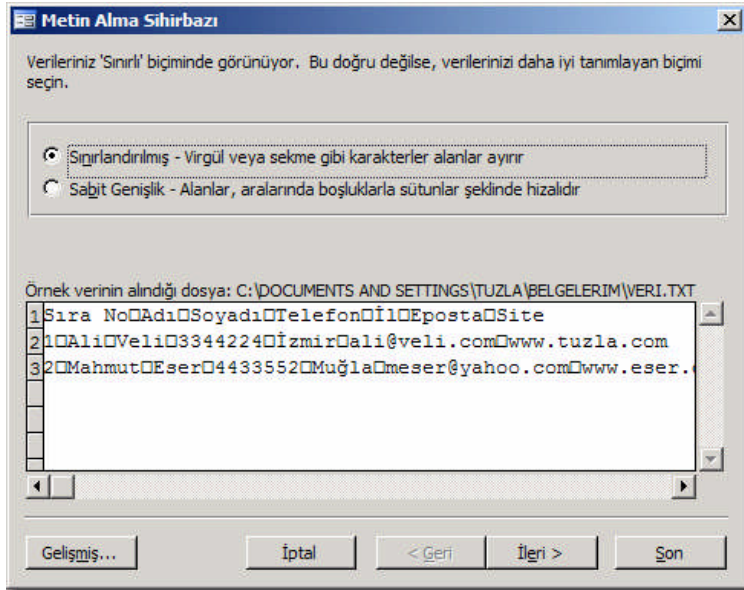 Metin Alma Sihirbazı
Verileriniz 'Sınırlı' biçiminde görünüyor. Bu doğru değilse, verilerinizi daha iyi tanımlayan biçimi
seçin.
Sınırlandırılmış - Virgül veya sekme gibi karakterler alanlar ayırır
Sabit Genişlik - Alanlar, aralarında boşluklarla sütunlar şeklinde hizalıdır
Örnek verinin alındığı dosya: C:\DOCUMENTS AND SETTINGS\TUZLA\BELGELERIM\VERI.TXT
1 Sıra No□Adı□Soyadı□Telefon□İl□Eposta□Site
2 1□Ali□Veli□3344224□İzmir□ali@veli.com□www.tuzla.com
3 2□Mahmut□Eser□4433552□Muğla□meser@yahoo.com□www.eser.
Gelişmiş... İptal < Geri İleri > Son